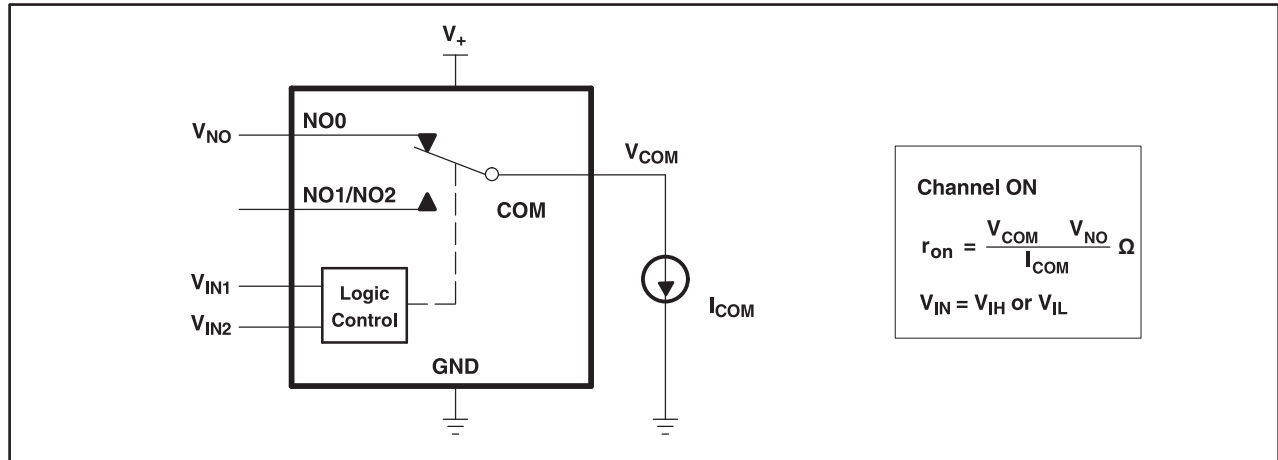 V+
VNO
NO0
VCOM
NO1/NO2
COM
VIN1
VIN2
Logic
Control
ICOM
GND
Channel ON
ron = VCOM VNO / ICOM Ω
VIN = VIH or VIL